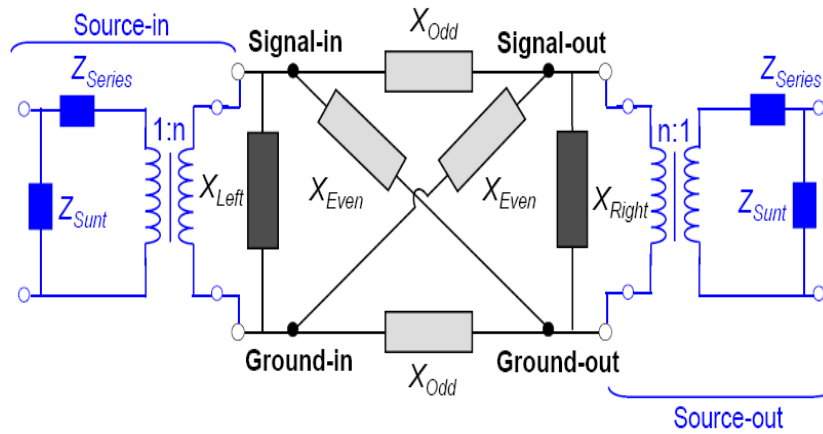 Source-in
Signal-in
X_Odd
Signal-out
Z_Series
Z_Series
1:n
n:1
Z_Sunt
X_Left
X_Even
X_Even
X_Right
Z_Sunt
Ground-in
X_Odd
Ground-out
Source-out